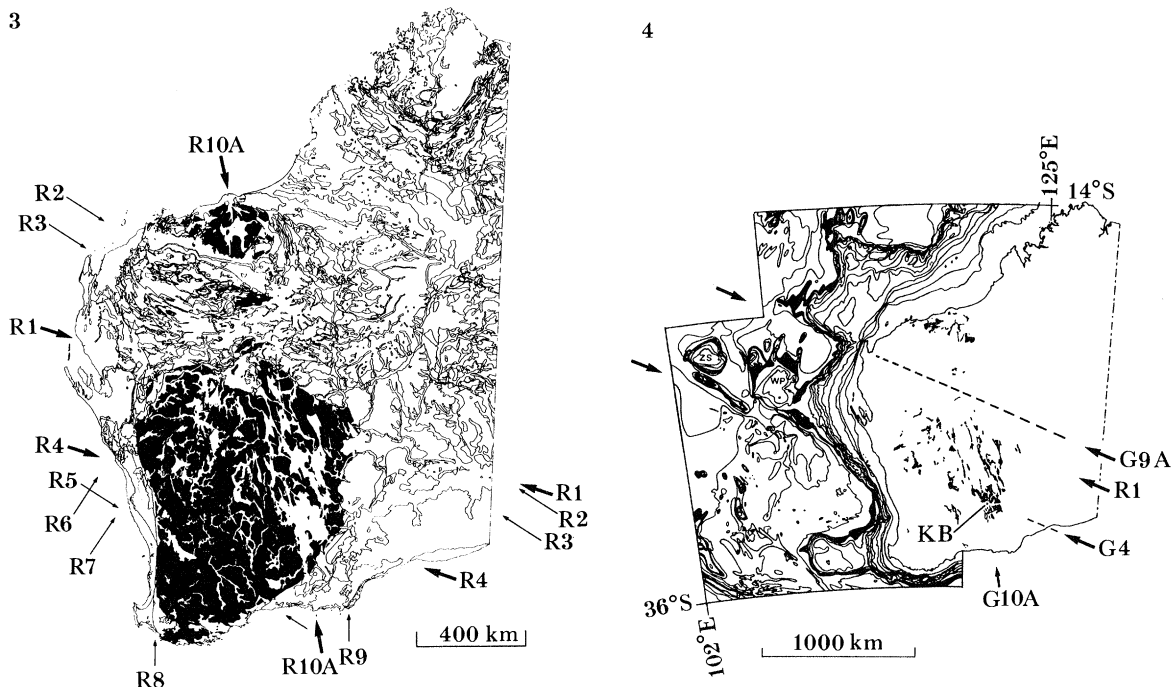 3
R10A
R2
R3
R1
R4
R5
R6
R7
R8
R10A
R9
R4
R1
R2
R3
400 km
4
125°E
14°S
ZS
WP
G9A
R1
G4
KB
G10A
36°S
102°E
1000 km